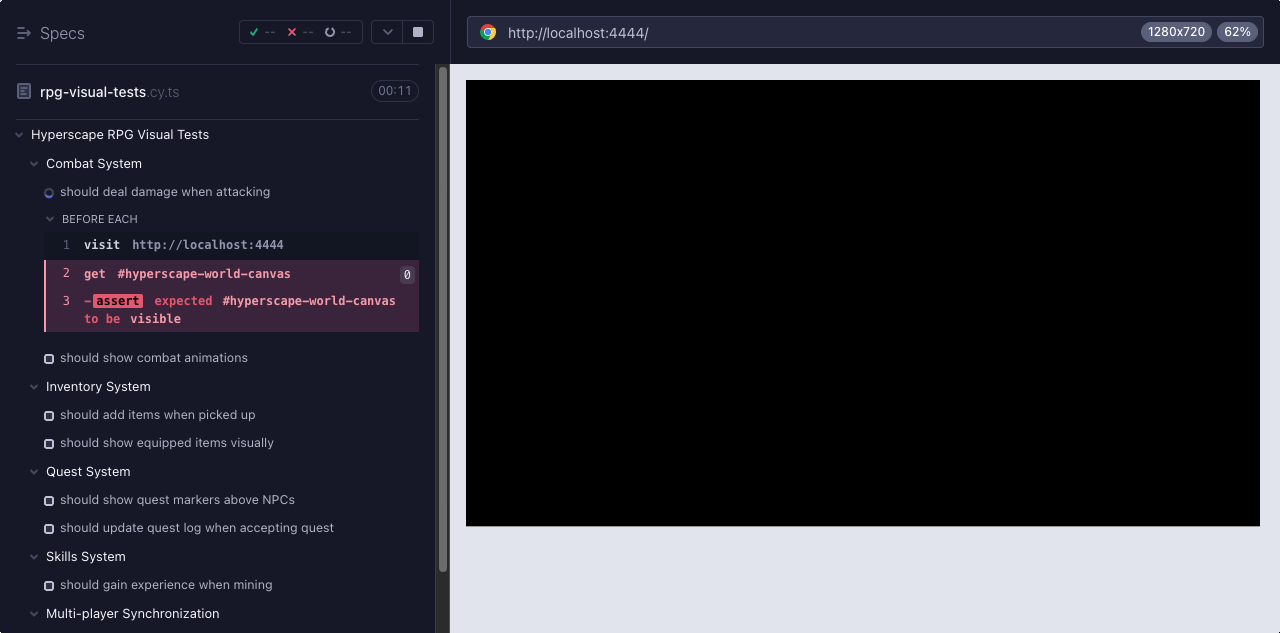 Specs
-- -- --
http://localhost:4444/
1280x720
62%
rpg-visual-tests.cy.ts
00:11
Hyperscape RPG Visual Tests
Combat System
should deal damage when attacking
BEFORE EACH
1 visit http://localhost:4444
2 get #hyperscape-world-canvas 0
3 -assert expected #hyperscape-world-canvas
to be visible
should show combat animations
Inventory System
should add items when picked up
should show equipped items visually
Quest System
should show quest markers above NPCs
should update quest log when accepting quest
Skills System
should gain experience when mining
Multi-player Synchronization